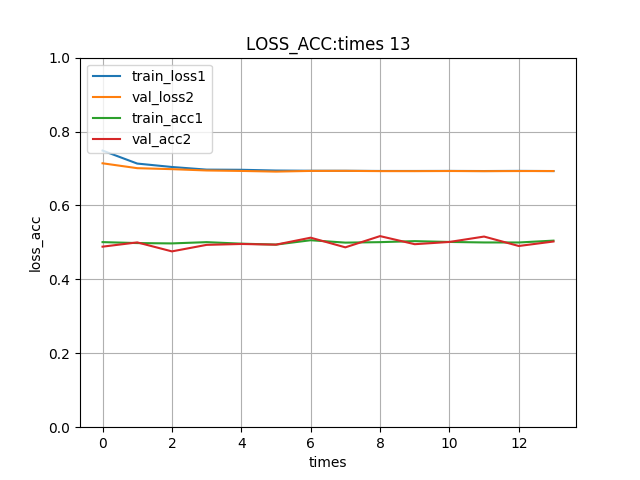 LOSS_ACC:times 13
1.0
0.8
0.6
0.4
0.2
0.0
loss_acc
train_loss1
val_loss2
train_acc1
val_acc2
0 2 4 6 8 10 12
times